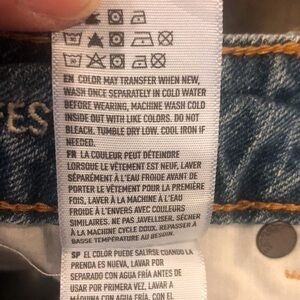 EN COLOR MAY TRANSFER WHEN NEW,
WASH ONCE SEPARATELY IN COLD WATER
BEFORE WEARING, MACHINE WASH COLD
INSIDE OUT WITH LIKE COLORS. DO NOT
BLEACH. TUMBLE DRY LOW. COOL IRON IF
NEEDED.
FR LA COULEUR PEUT DÉTEINDRE
LORSQUE LE VÊTEMENT EST NEUF, LAVER
SÉPARÉMENT À L'EAU FROIDE AVANT DE
PORTER LE VÊTEMENT POUR LA PREMIÈRE
FOIS, LAVER À LA MACHINE À L'EAU
FROIDE À L'ENVERS AVEC COULEURS
SIMILAIRES. NE PAS JAVELLISER. SÉCHER
À LA MACHINE CYCLE DOUX. REPASSER À
BASSE TEMPÉRATURE AU BESOIN.
SP EL COLOR PUEDE SALIRSE CUANDO LA
PRENDA ES NUEVA, LAVAR POR
SEPARADO CON AGUA FRÍA ANTES DE
USAR POR PRIMERA VEZ, LAVAR A
MÁQUINA CON AGUA FRÍA, EL
ES